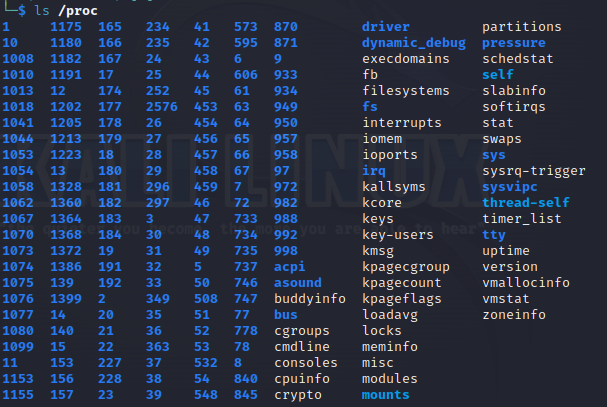 └─$ ls /proc
1 1175 165 234 41 573 870 driver partitions
10 1180 166 235 42 595 871 dynamic_debug pressure
1008 1182 167 24 43 6 9 execdomains schedstat
1010 1191 17 25 44 606 933 fb self
1013 12 174 252 45 61 934 filesystems slabinfo
1018 1202 177 2576 453 63 949 fs softirqs
1041 1205 178 26 454 64 950 interrupts stat
1044 1213 179 27 456 65 957 iomem swaps
1053 1223 18 28 457 66 958 ioports sys
1054 13 180 29 458 67 97 irq sysrq-trigger
1058 1328 181 296 459 7 972 kallsyms sysvipc
1062 1360 182 297 46 72 982 kcore thread-self
1067 1364 183 3 47 733 988 keys timer_list
1070 1368 184 30 48 734 992 key-users tty
1073 1372 19 31 49 735 998 kmsg uptime
1074 1386 191 32 5 737 acpi kpagecgroup version
1075 139 192 33 50 746 asound kpagecount vmallocinfo
1076 1399 2 349 508 747 buddyinfo kpageflags vmstat
1077 14 20 35 51 77 bus loadavg zoneinfo
1080 140 21 36 52 778 cgroups locks
1099 15 22 363 53 78 cmdline meminfo
11 153 227 37 532 8 consoles misc
1153 156 228 38 54 840 cpuinfo modules
1155 157 23 39 548 845 crypto mounts
KALI LINUX